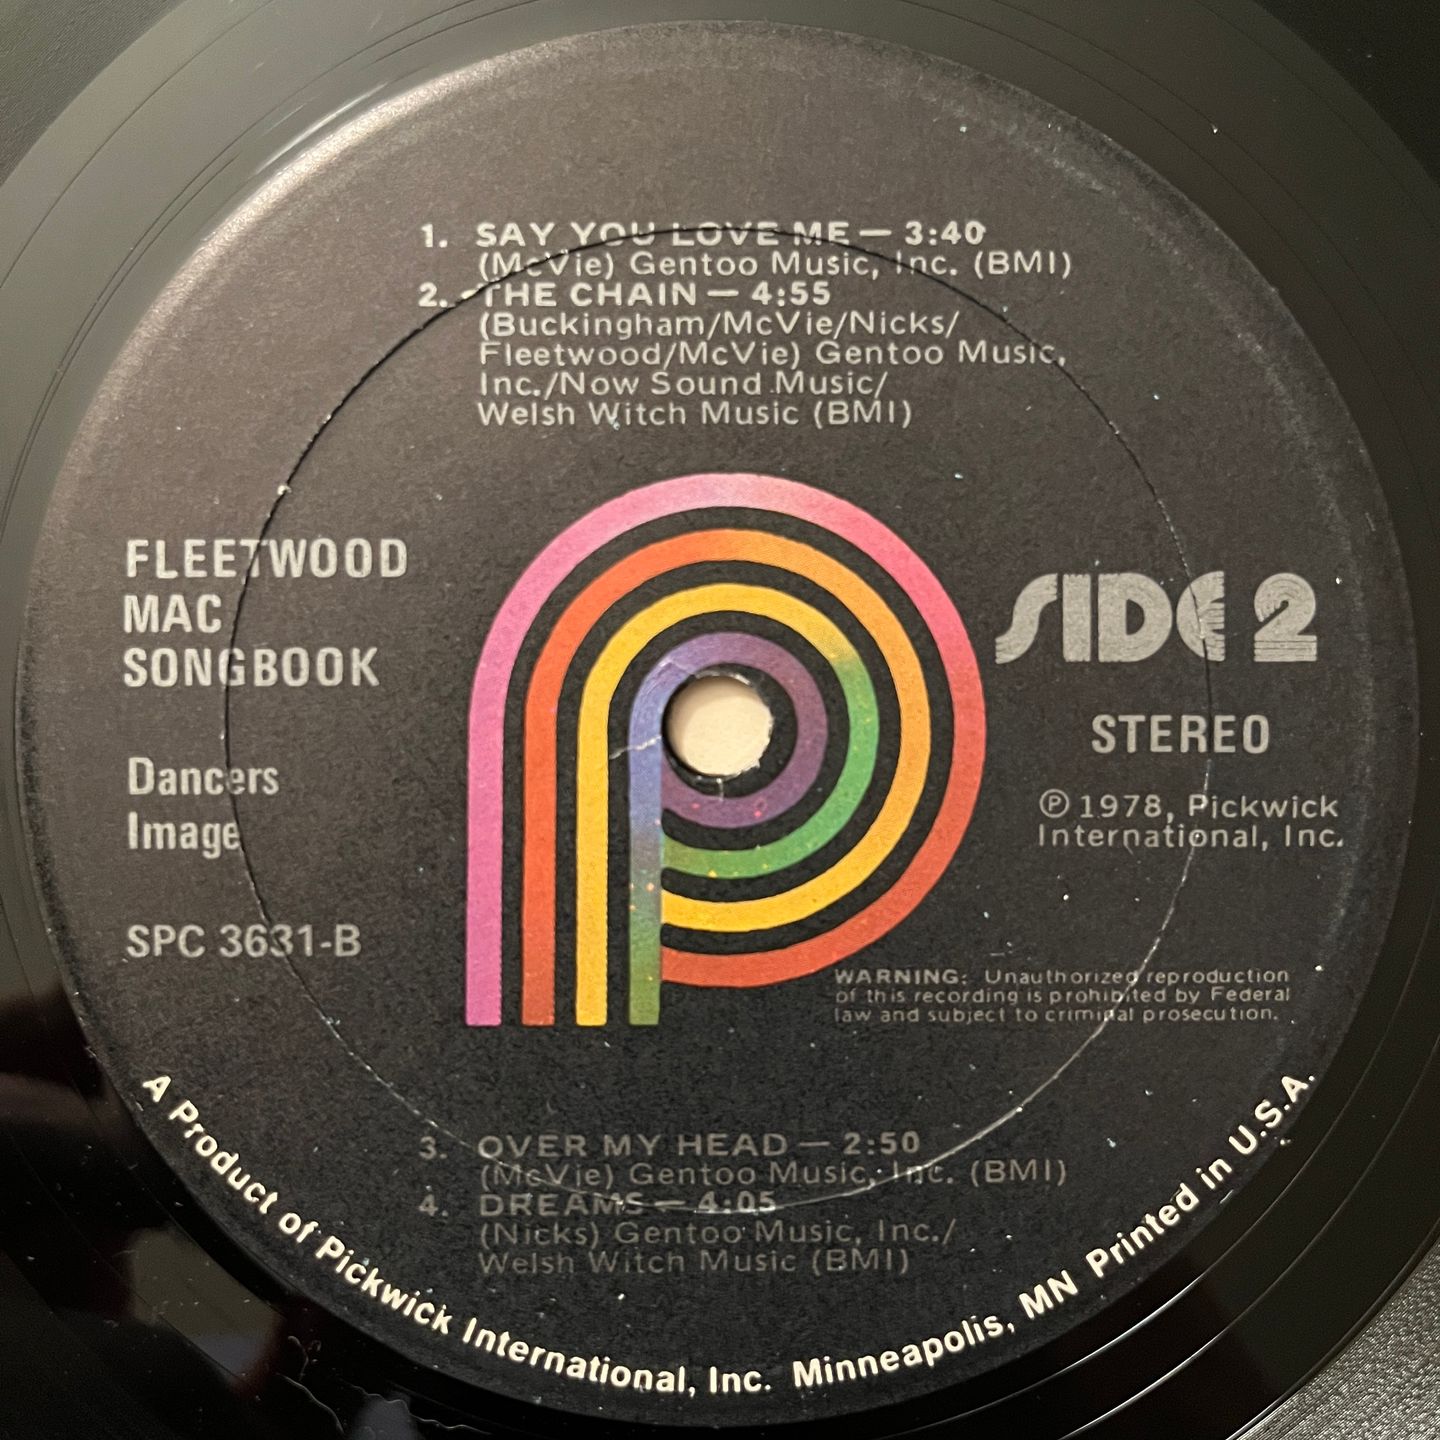 1. SAY YOU LOVE ME — 3:40
(McVie) Gentoo Music, Inc. (BMI)
2. THE CHAIN — 4:55
(Buckingham/McVie/Nicks/
Fleetwood/McVie) Gentoo Music,
Inc./Now Sound Music/
Welsh Witch Music (BMI)
FLEETWOOD
MAC
SONGBOOK
Dancers
Image
SPC 3631-B
SIDE 2
STEREO
℗ 1978, Pickwick
International, Inc.
WARNING: Unauthorized reproduction
of this recording is prohibited by Federal
law and subject to criminal prosecution.
3. OVER MY HEAD — 2:50
(McVie) Gentoo Music, Inc. (BMI)
4. DREAMS — 4:05
(Nicks) Gentoo Music, Inc./
Welsh Witch Music (BMI)
A Product of Pickwick International, Inc. Minneapolis, MN Printed in U.S.A.